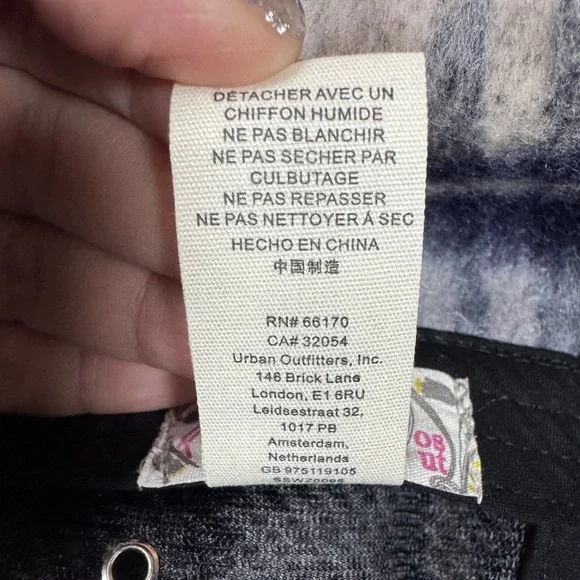 DÉTACHER AVEC UN
CHIFFON HUMIDE
NE PAS BLANCHIR
NE PAS SECHER PAR
CULBUTAGE
NE PAS REPASSER
NE PAS NETTOYER Á SEC
HECHO EN CHINA
中国制造
RN# 66170
CA# 32054
Urban Outfitters, Inc.
146 Brick Lane
London, E1 6RU
Leidsestraat 32,
1017 PB
Amsterdam,
Netherlands
GB 975119105